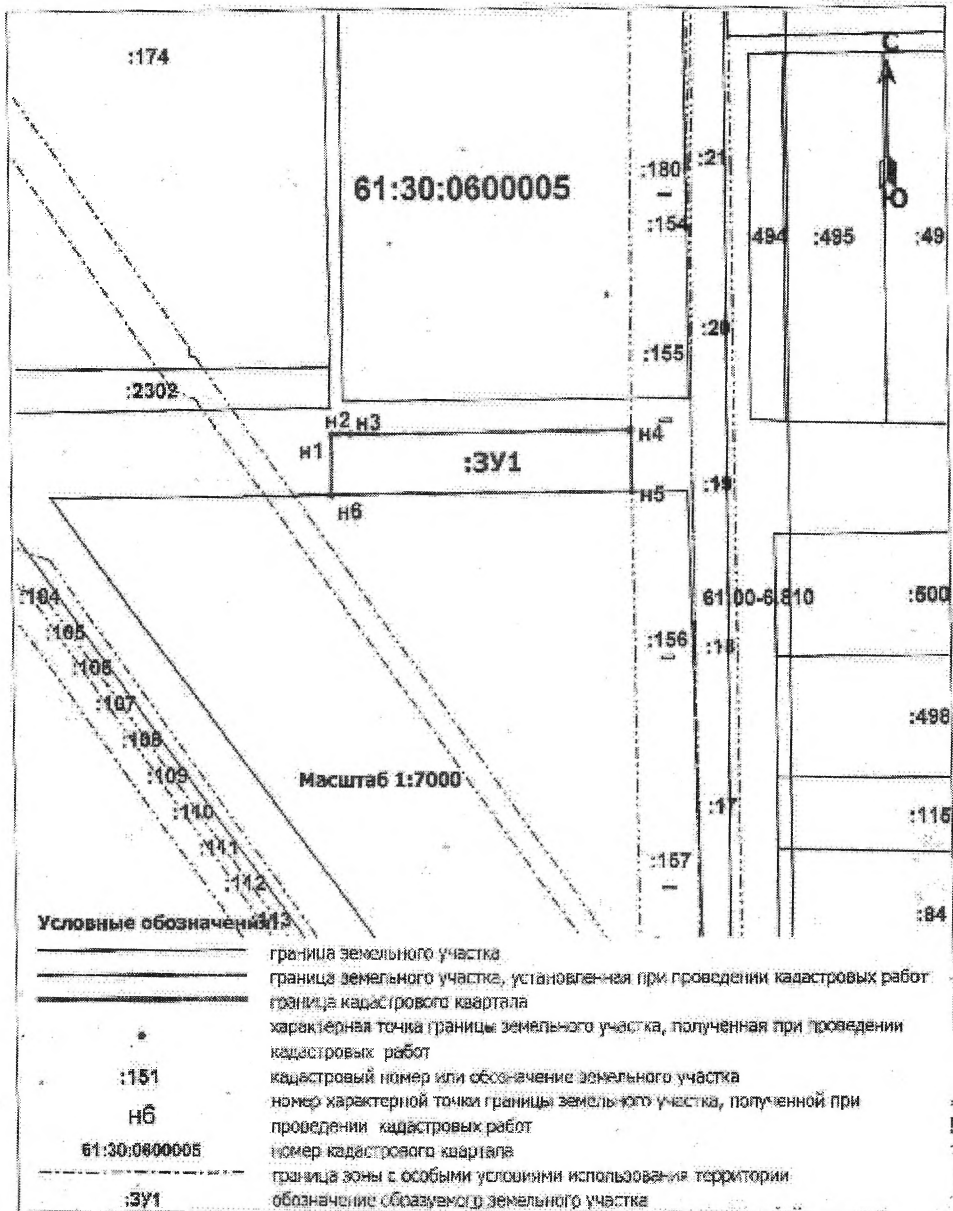 :174
С
Ю
:180
:21
61:30:0600005
:154
494
:495
:49
:20
:155
:2302
н2
н3
н1
н4
:ЗУ1
:19
н6
н5
:104
61:00-6.810
:500
:105
:156
:18
:106
:107
:498
:108
:109
Масштаб 1:7000
:110
:17
:115
:111
:157
:112
:84
Условные обозначения
:113
граница земельного участка
граница земельного участка, установленная при проведении кадастровых работ
граница кадастрового квартала
характерная точка границы земельного участка, полученная при проведении
кадастровых работ
:151 кадастровый номер или обозначение земельного участка
н6 номер характерной точки границы земельного участка, полученной при
проведении кадастровых работ
61:30:0600005 номер кадастрового квартала
граница зоны с особыми условиями использования территории
:ЗУ1 обозначение образуемого земельного участка